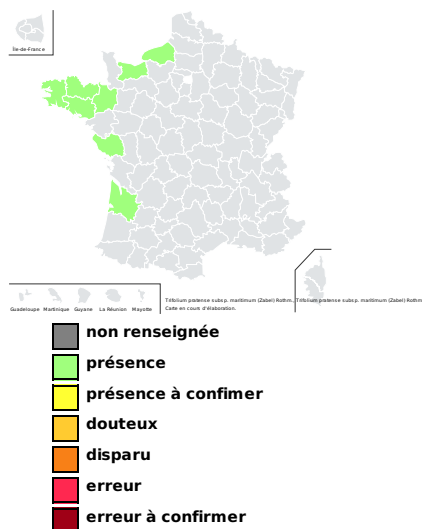 Île-de-France
Guadeloupe Martinique Guyane La Réunion Mayotte
Trifolium pratense subsp. maritimum (Zabel) Rothm., Trifolium pratense subsp. maritimum (Zabel) Rothm
Carte en cours d'élaboration.
non renseignée
présence
présence à confimer
douteux
disparu
erreur
erreur à confirmer